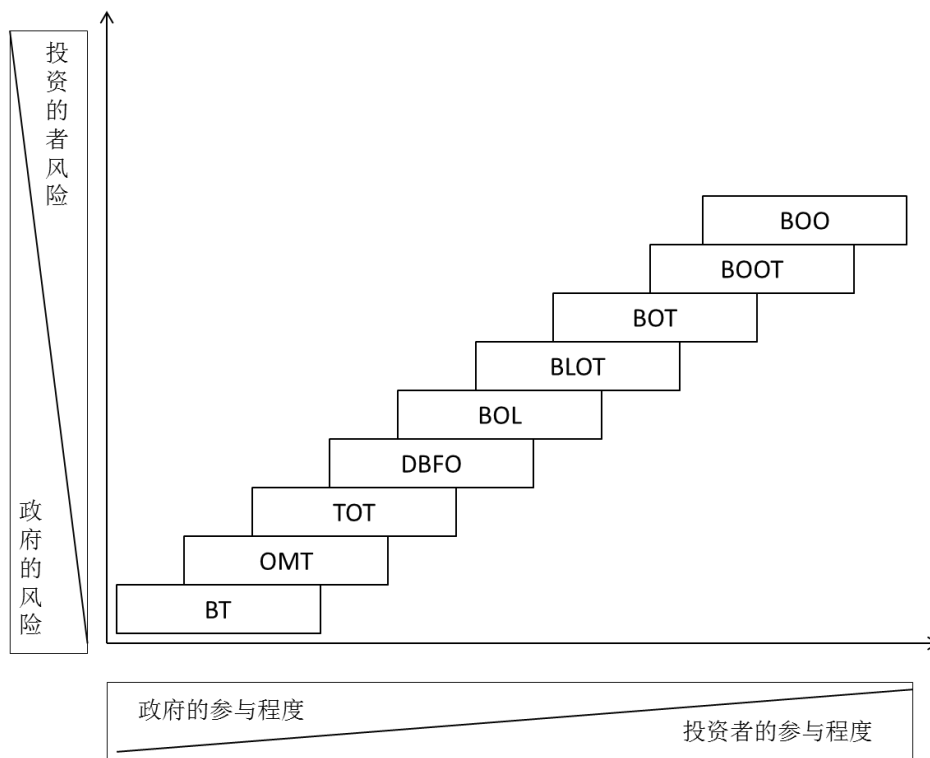 投资的者风险
BOO
BOOT
BOT
BLOT
BOL
DBFO
TOT
OMT
BT
政府的风险
政府的参与程度
投资者的参与程度